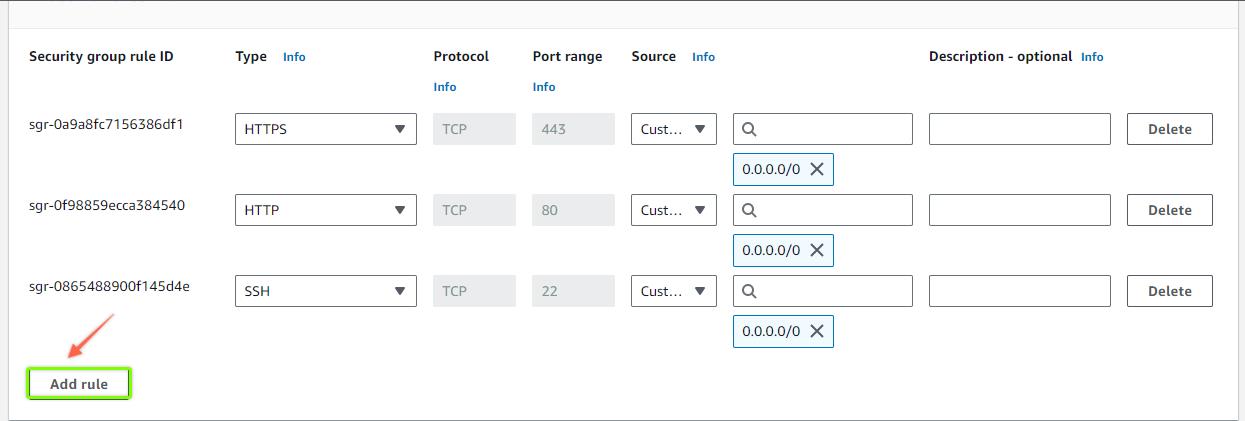 Security group rule ID Type Info Protocol Port range Source Info Description - optional Info
Info Info
sgr-0a9a8fc7156386df1 HTTPS TCP 443 Cust... Delete
0.0.0.0/0
sgr-0f98859ecca384540 HTTP TCP 80 Cust... Delete
0.0.0.0/0
sgr-0865488900f145d4e SSH TCP 22 Cust... Delete
0.0.0.0/0
Add rule